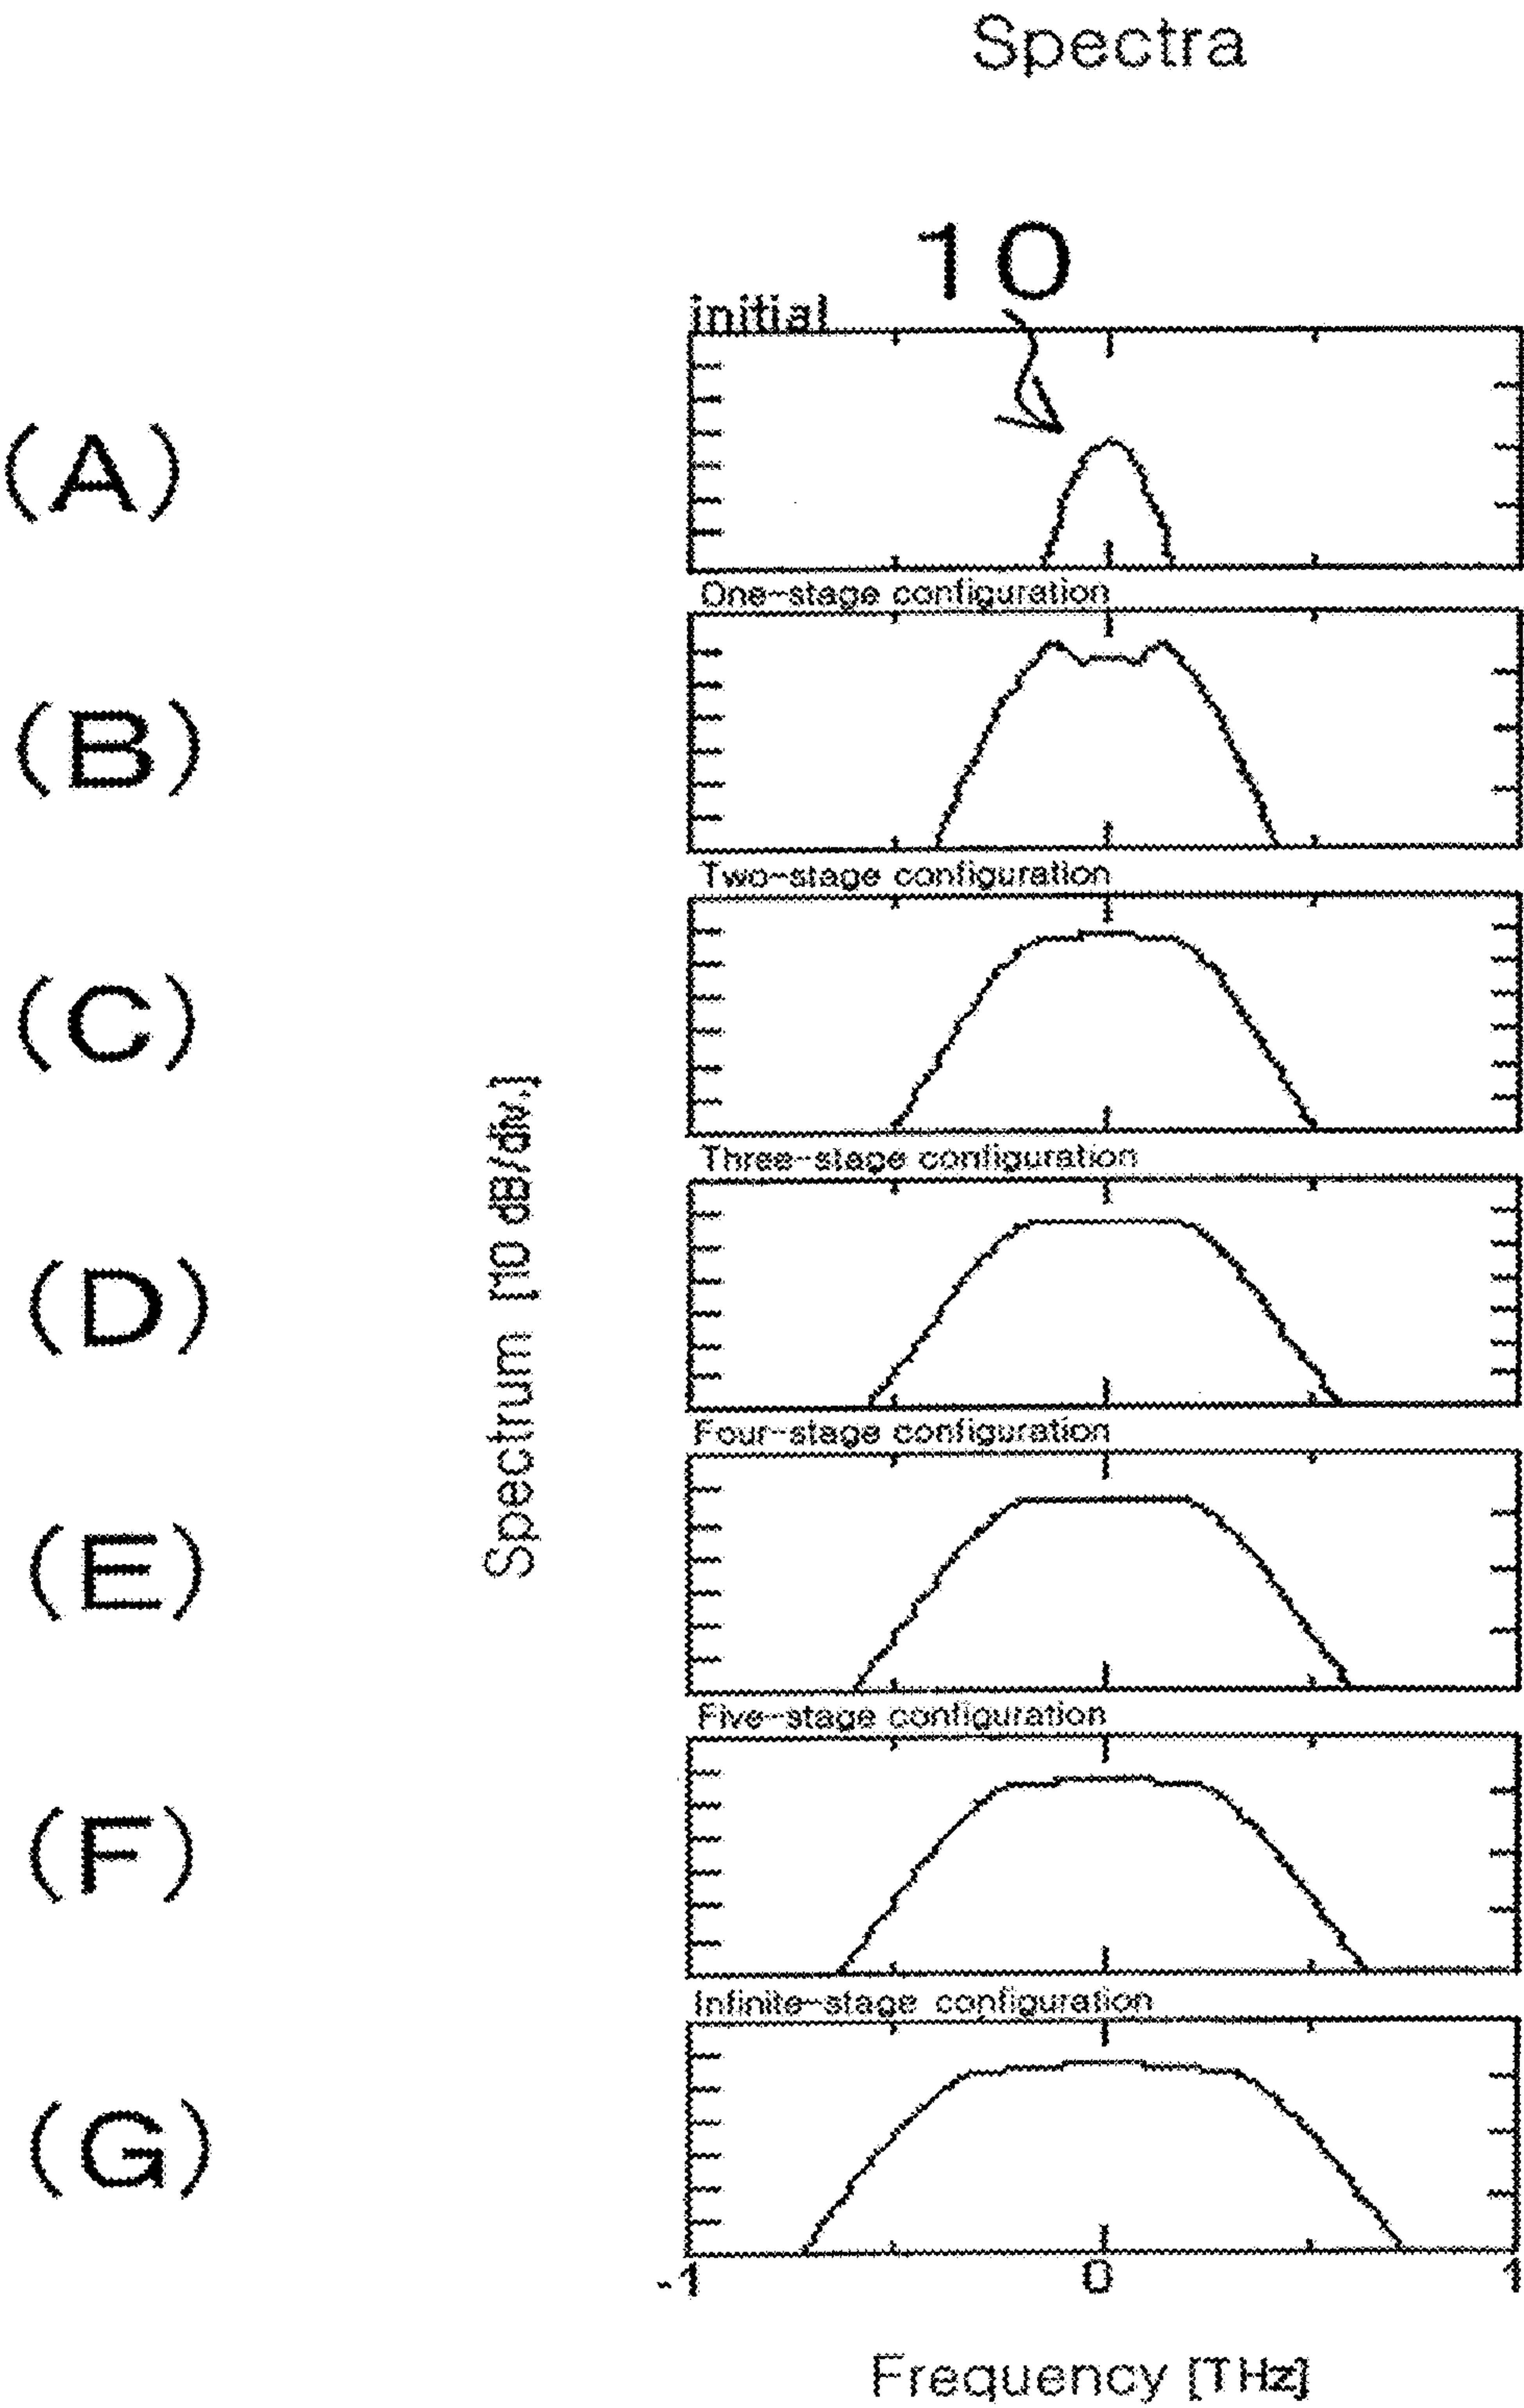 Spectra
10
initial
(A)
One-stage configuration
(B)
Two-stage configuration
(C)
Three-stage configuration
(D)
Four-stage configuration
(E)
Five-stage configuration
(F)
Infinite-stage configuration
(G)
Spectrum [10 dB/div.]
-1 0 1
Frequency [THz]